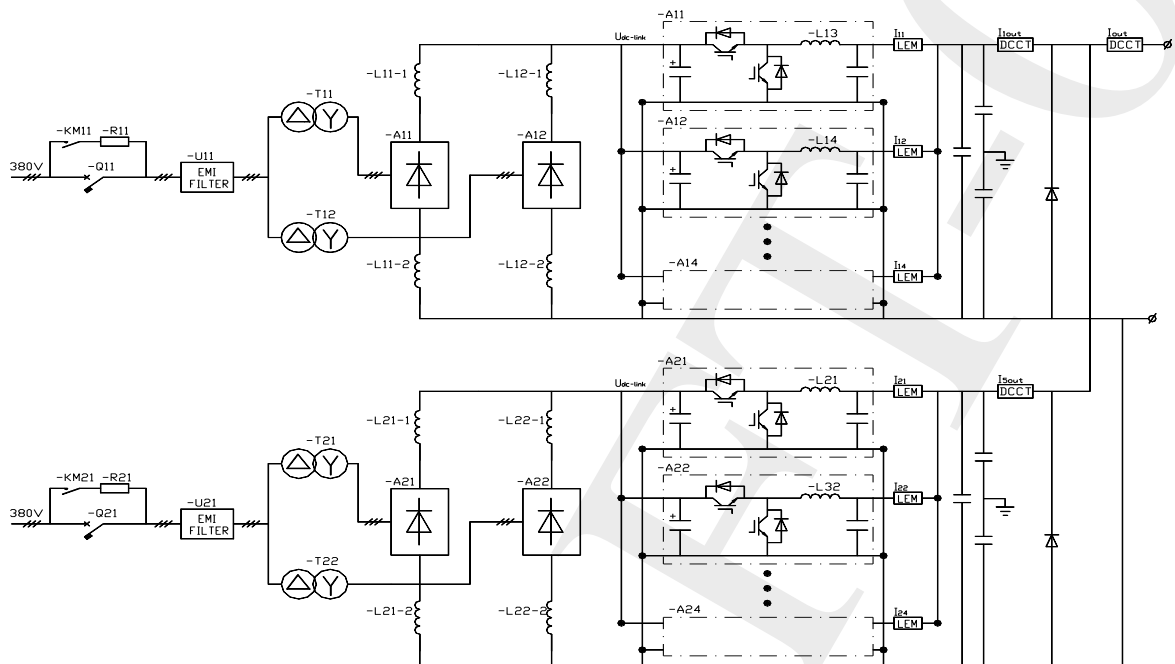 -A11
Udc-link
-L13
I11
LEM
I1out
DCCT
Iout
DCCT
-L11-1
-L12-1
-T11
-A12
-KM11
-R11
-A11
-A12
-L14
I12
LEM
380V
-Q11
-U11
EMI
FILTER
-T12
-L11-2
-L12-2
-A14
I14
LEM
-A21
Udc-link
-L21
I21
LEM
I5out
DCCT
-L21-1
-L22-1
-T21
-A22
-KM21
-R21
-A21
-A22
-L32
I22
LEM
380V
-Q21
-U21
EMI
FILTER
-T22
-L21-2
-L22-2
-A24
I24
LEM